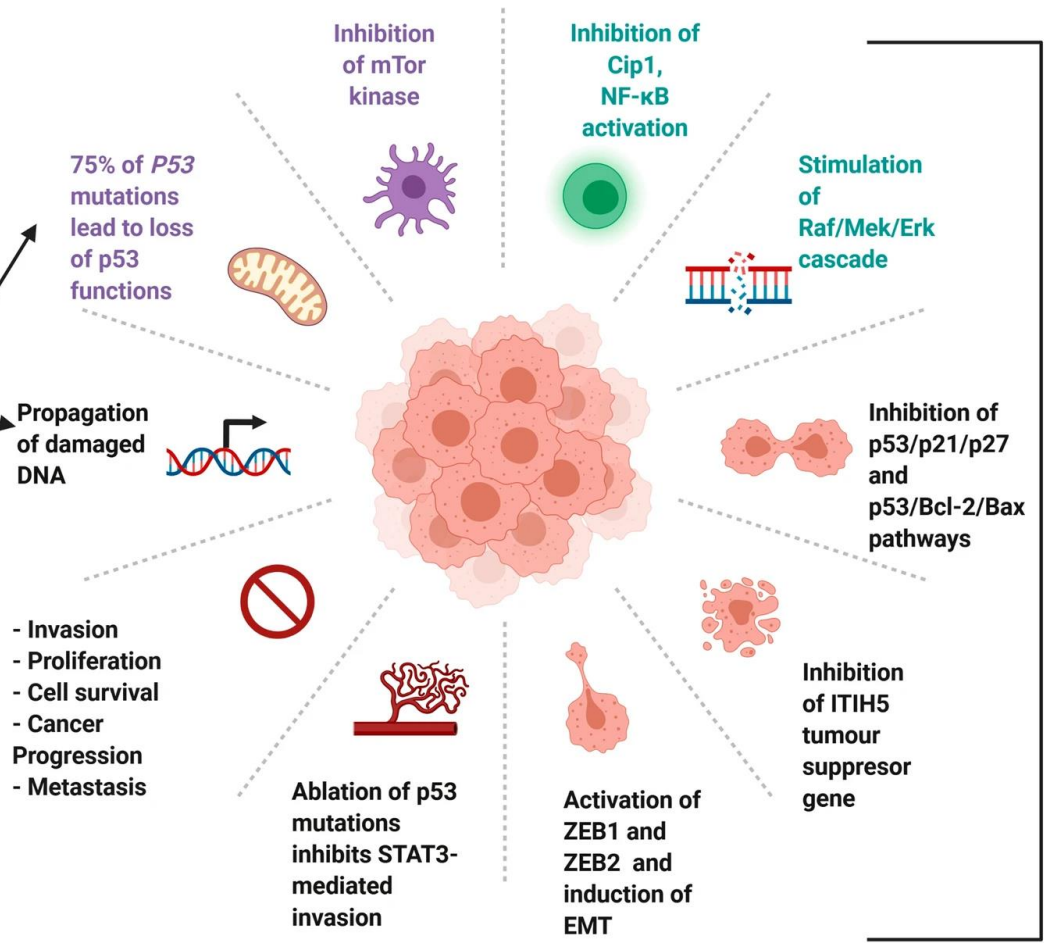 Inhibition
of mTor
kinase
Inhibition of
Cip1,
NF-κB
activation
75% of P53
mutations
lead to loss
of p53
functions
Stimulation
of
Raf/Mek/Erk
cascade
Propagation
of damaged
DNA
Inhibition of
p53/p21/p27
and
p53/Bcl-2/Bax
pathways
- Invasion
- Proliferation
- Cell survival
- Cancer
Progression
- Metastasis
Inhibition
of ITIH5
tumour
suppresor
gene
Ablation of p53
mutations
inhibits STAT3-
mediated
invasion
Activation of
ZEB1 and
ZEB2 and
induction of
EMT